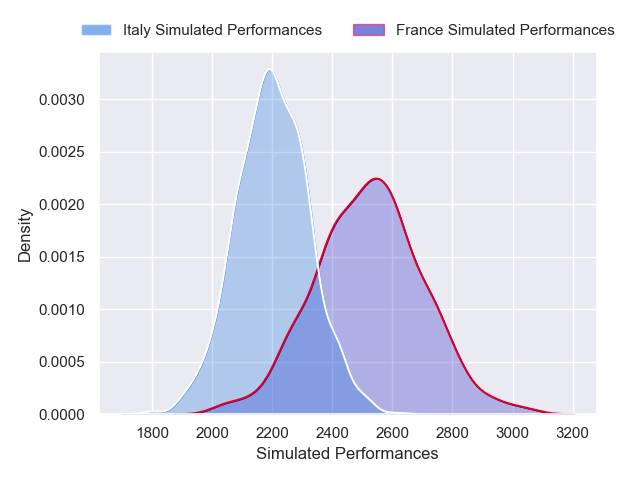 Italy Simulated Performances
France Simulated Performances
0.0030
0.0025
0.0020
0.0015
0.0010
0.0005
0.0000
Density
1800 2000 2200 2400 2600 2800 3000 3200
Simulated Performances